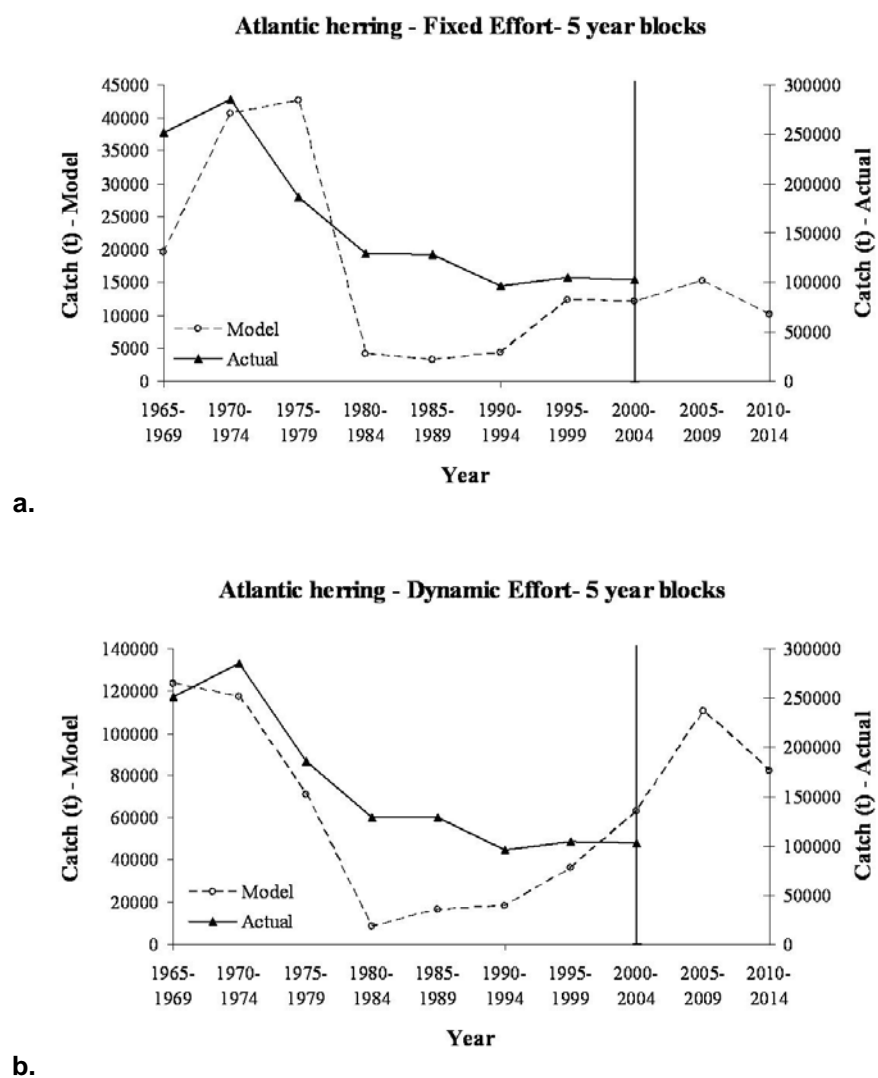 Atlantic herring - Fixed Effort- 5 year blocks
45000
40000
35000
30000
25000
20000
15000
10000
5000
0
Catch (t) - Model
300000
250000
200000
150000
100000
50000
0
Catch (t) - Actual
Model
Actual
1965- 1970- 1975- 1980- 1985- 1990- 1995- 2000- 2005- 2010-
1969 1974 1979 1984 1989 1994 1999 2004 2009 2014
Year
a.
Atlantic herring - Dynamic Effort- 5 year blocks
140000
120000
100000
80000
60000
40000
20000
0
Catch (t) - Model
300000
250000
200000
150000
100000
50000
0
Catch (t) - Actual
Model
Actual
1965- 1970- 1975- 1980- 1985- 1990- 1995- 2000- 2005- 2010-
1969 1974 1979 1984 1989 1994 1999 2004 2009 2014
Year
b.